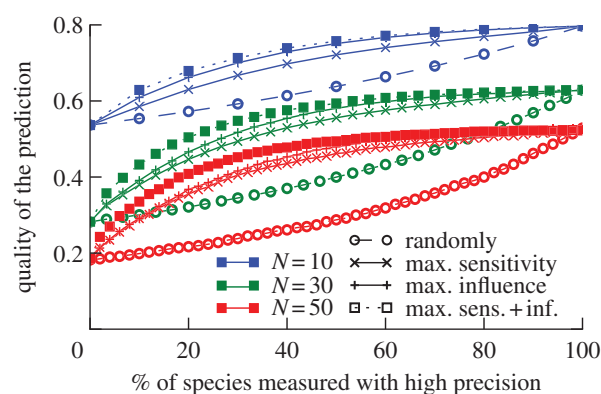 quality of the prediction
0.8
0.6
0.4
0.2
0
20
40
60
80
100
% of species measured with high precision
N = 10
N = 30
N = 50
randomly
max. sensitivity
max. influence
max. sens. + inf.